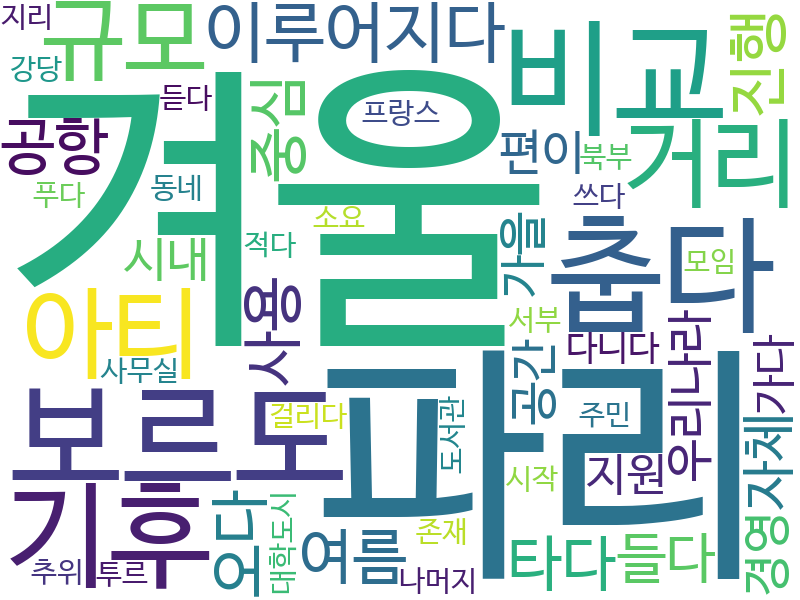 지리
규모
이루어지다
비교
진행
강당
듣다
겨울
중심
프랑스
공항
편이
북부
거리
푸다
동네
소요
쓰다
시내
적다
가을
춥다
모임
아티
사용
서부
우리나라
사무실
파리
공간
다니다
가다
보르도
걸리다
도서관
주민
자체
기후
오다
대학도시
시작
지원
여름
존재
타다
들다
경영
추위
투르
나머지